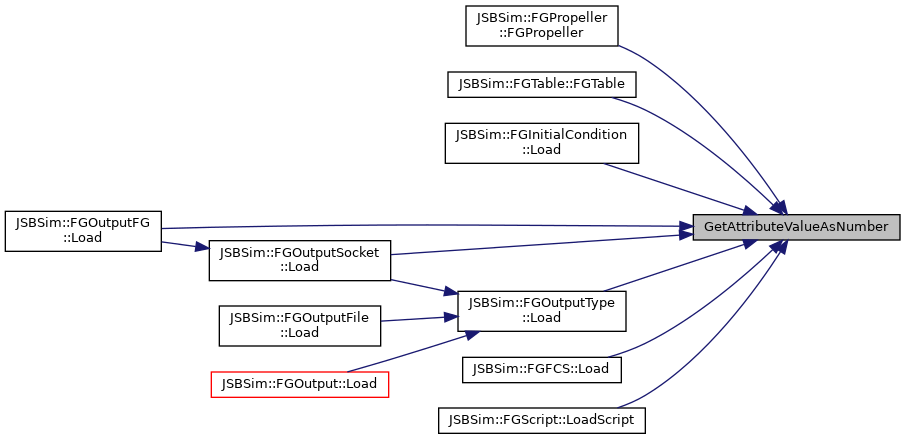 JSBSim::FGPropeller
::FGPropeller
JSBSim::FGTable::FGTable
JSBSim::FGInitialCondition
::Load
GetAttributeValueAsNumber
JSBSim::FGOutputFG
::Load
JSBSim::FGOutputSocket
::Load
JSBSim::FGOutputType
::Load
JSBSim::FGOutputFile
::Load
JSBSim::FGFCS::Load
JSBSim::FGOutput::Load
JSBSim::FGScript::LoadScript